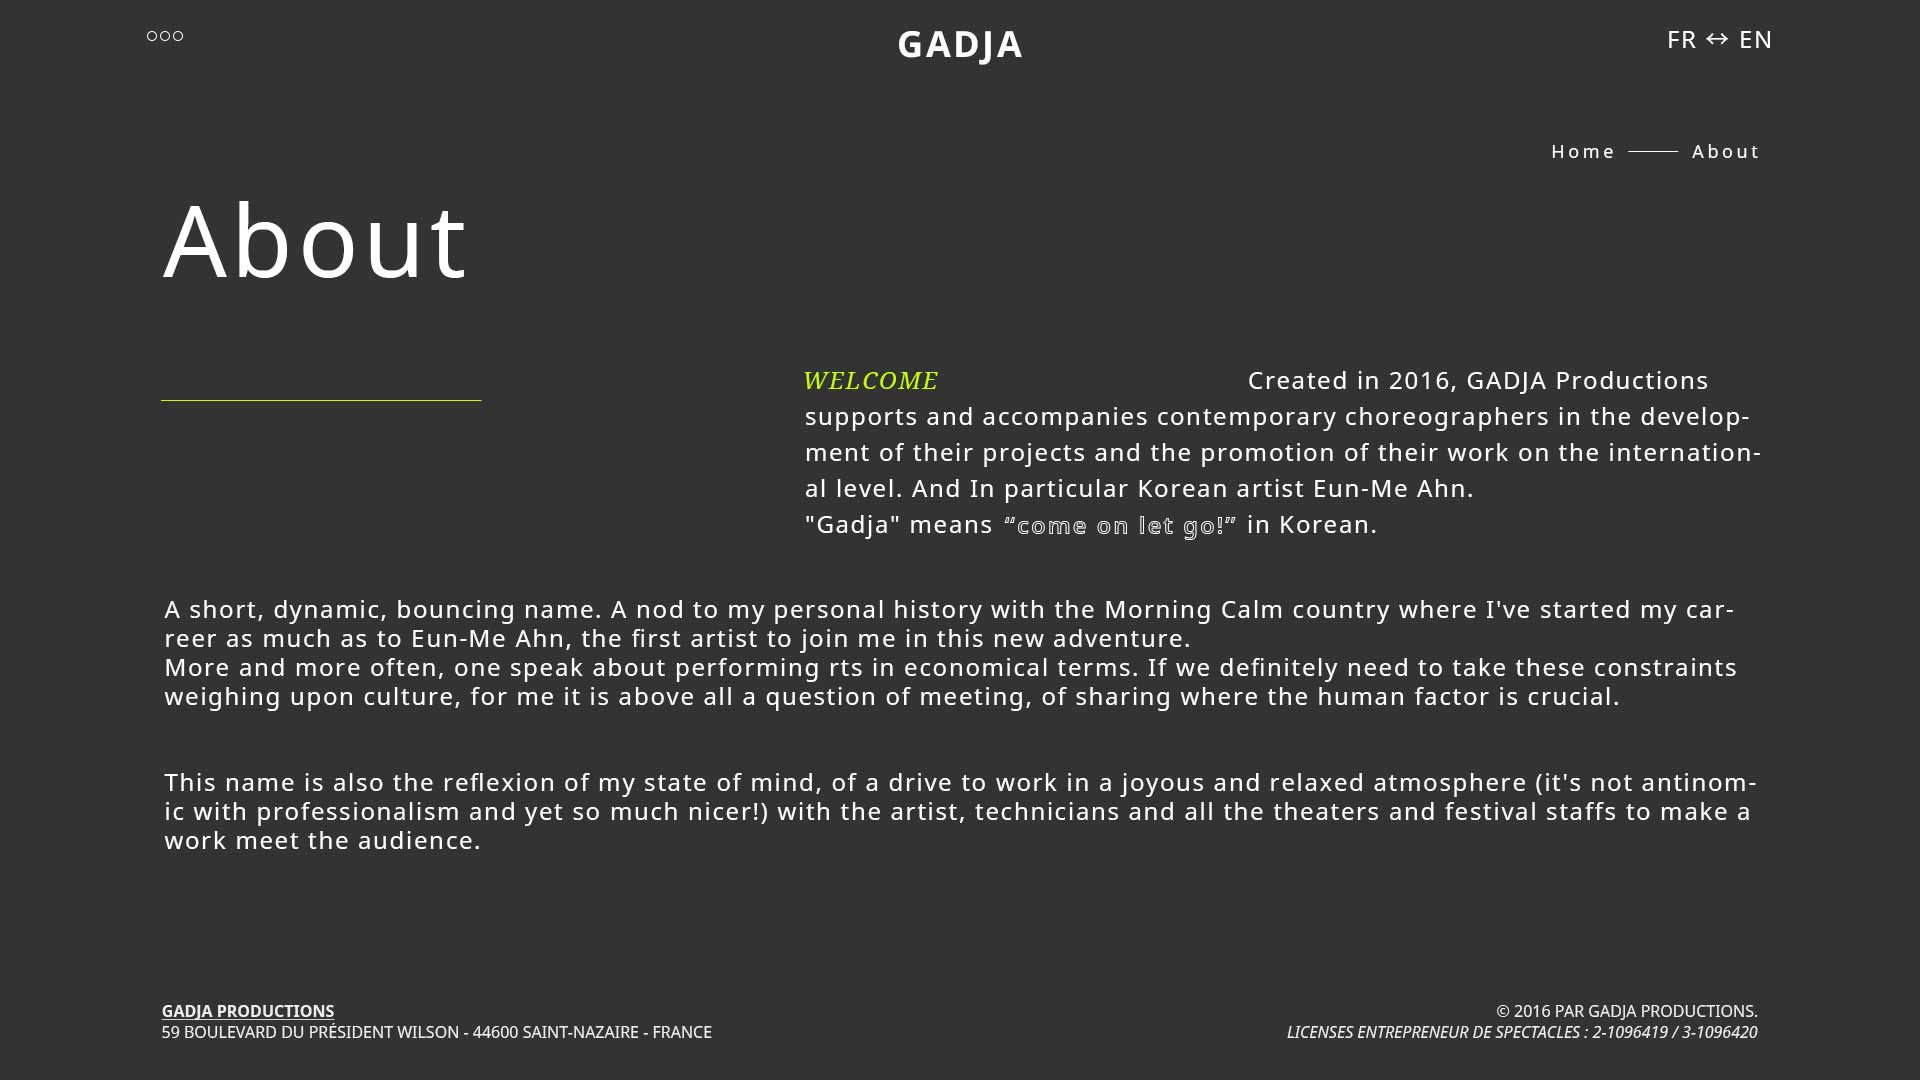 GADJA
FR ↔ EN
Home About
About
WELCOME Created in 2016, GADJA Productions
supports and accompanies contemporary choreographers in the develop-
ment of their projects and the promotion of their work on the internation-
al level. And In particular Korean artist Eun-Me Ahn.
"Gadja" means “come on let go!” in Korean.
A short, dynamic, bouncing name. A nod to my personal history with the Morning Calm country where I've started my car-
reer as much as to Eun-Me Ahn, the first artist to join me in this new adventure.
More and more often, one speak about performing rts in economical terms. If we definitely need to take these constraints
weighing upon culture, for me it is above all a question of meeting, of sharing where the human factor is crucial.
This name is also the reflexion of my state of mind, of a drive to work in a joyous and relaxed atmosphere (it's not antinom-
ic with professionalism and yet so much nicer!) with the artist, technicians and all the theaters and festival staffs to make a
work meet the audience.
GADJA PRODUCTIONS
59 BOULEVARD DU PRÉSIDENT WILSON - 44600 SAINT-NAZAIRE - FRANCE
© 2016 PAR GADJA PRODUCTIONS.
LICENSES ENTREPRENEUR DE SPECTACLES : 2-1096419 / 3-1096420